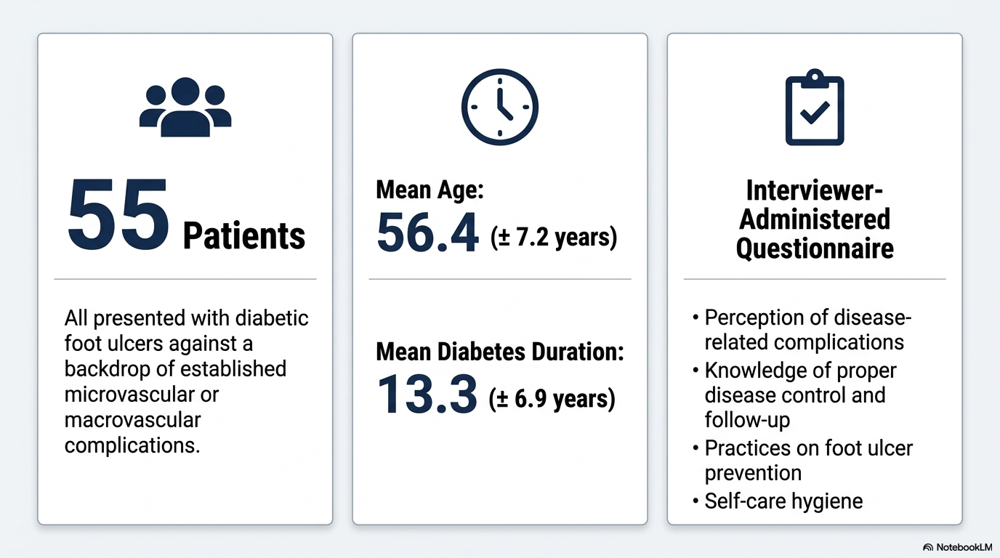 55 Patients
All presented with diabetic
foot ulcers against a
backdrop of established
microvascular or
macrovascular
complications.
Mean Age:
56.4 (± 7.2 years)
Mean Diabetes Duration:
13.3 (± 6.9 years)
Interviewer-
Administered
Questionnaire
• Perception of disease-
related complications
• Knowledge of proper
disease control and
follow-up
• Practices on foot ulcer
prevention
• Self-care hygiene
NotebookLM